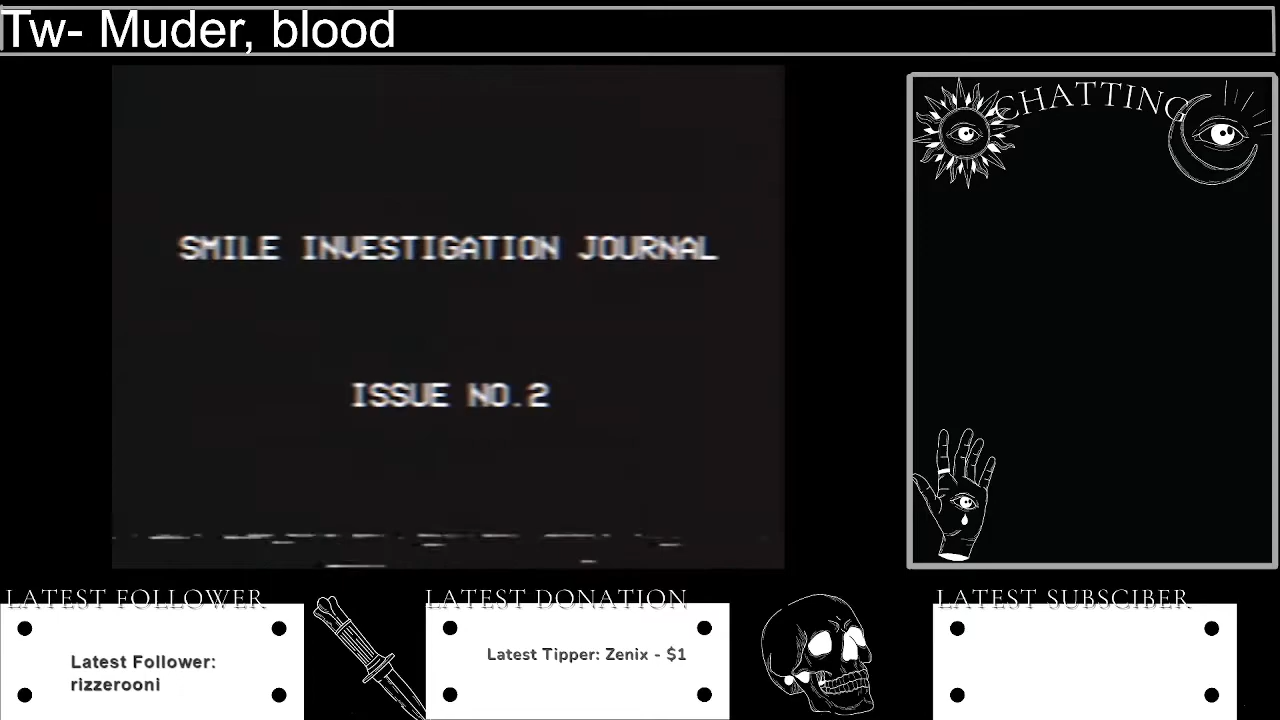 Tw- Muder, blood
CHATTING
SMILE INVESTIGATION JOURNAL
ISSUE NO.2
LATEST FOLLOWER
Latest Follower:
rizzerooni
LATEST DONATION
Latest Tipper: Zenix - $1
LATEST SUBSCIBER